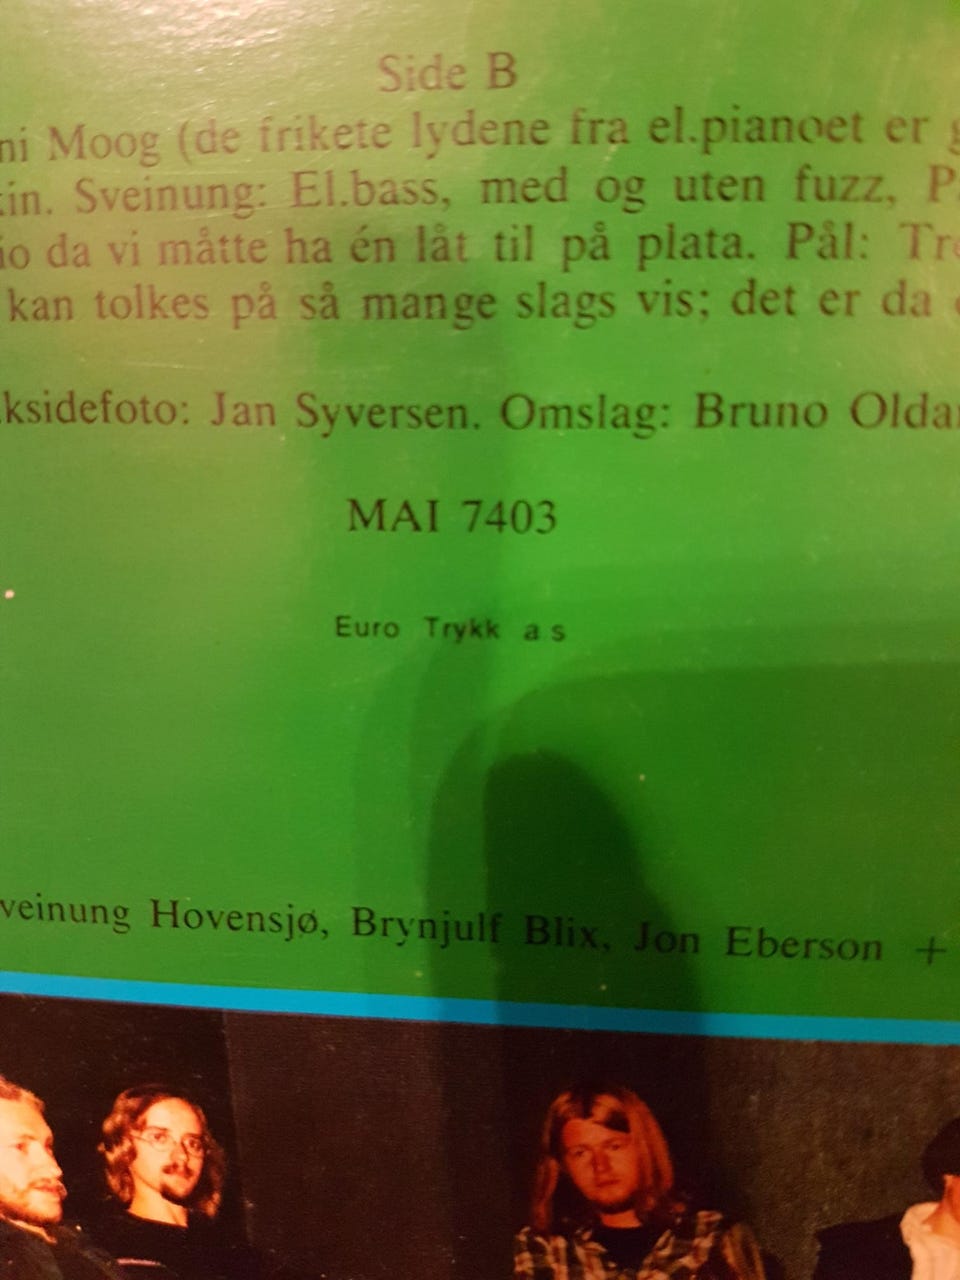 Side B
ni Moog (de frikete lydene fra el.pianoet er g
kin. Sveinung: El.bass, med og uten fuzz, P
io da vi måtte ha én låt til på plata. Pål: Tre
kan tolkes på så mange slags vis; det er da
ksidefoto: Jan Syversen. Omslag: Bruno Oldan
MAI 7403
Euro Trykk a s
veinung Hovensjø, Brynjulf Blix, Jon Eberson +